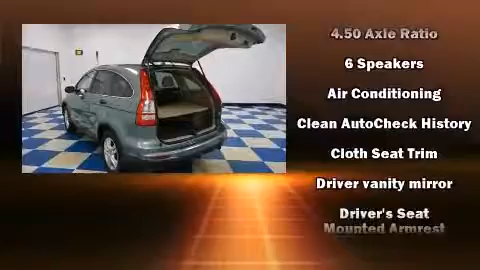 4.50 Axle Ratio
6 Speakers
Air Conditioning
Clean AutoCheck History
Cloth Seat Trim
Driver vanity mirror
Driver's Seat
Mounted Armrest